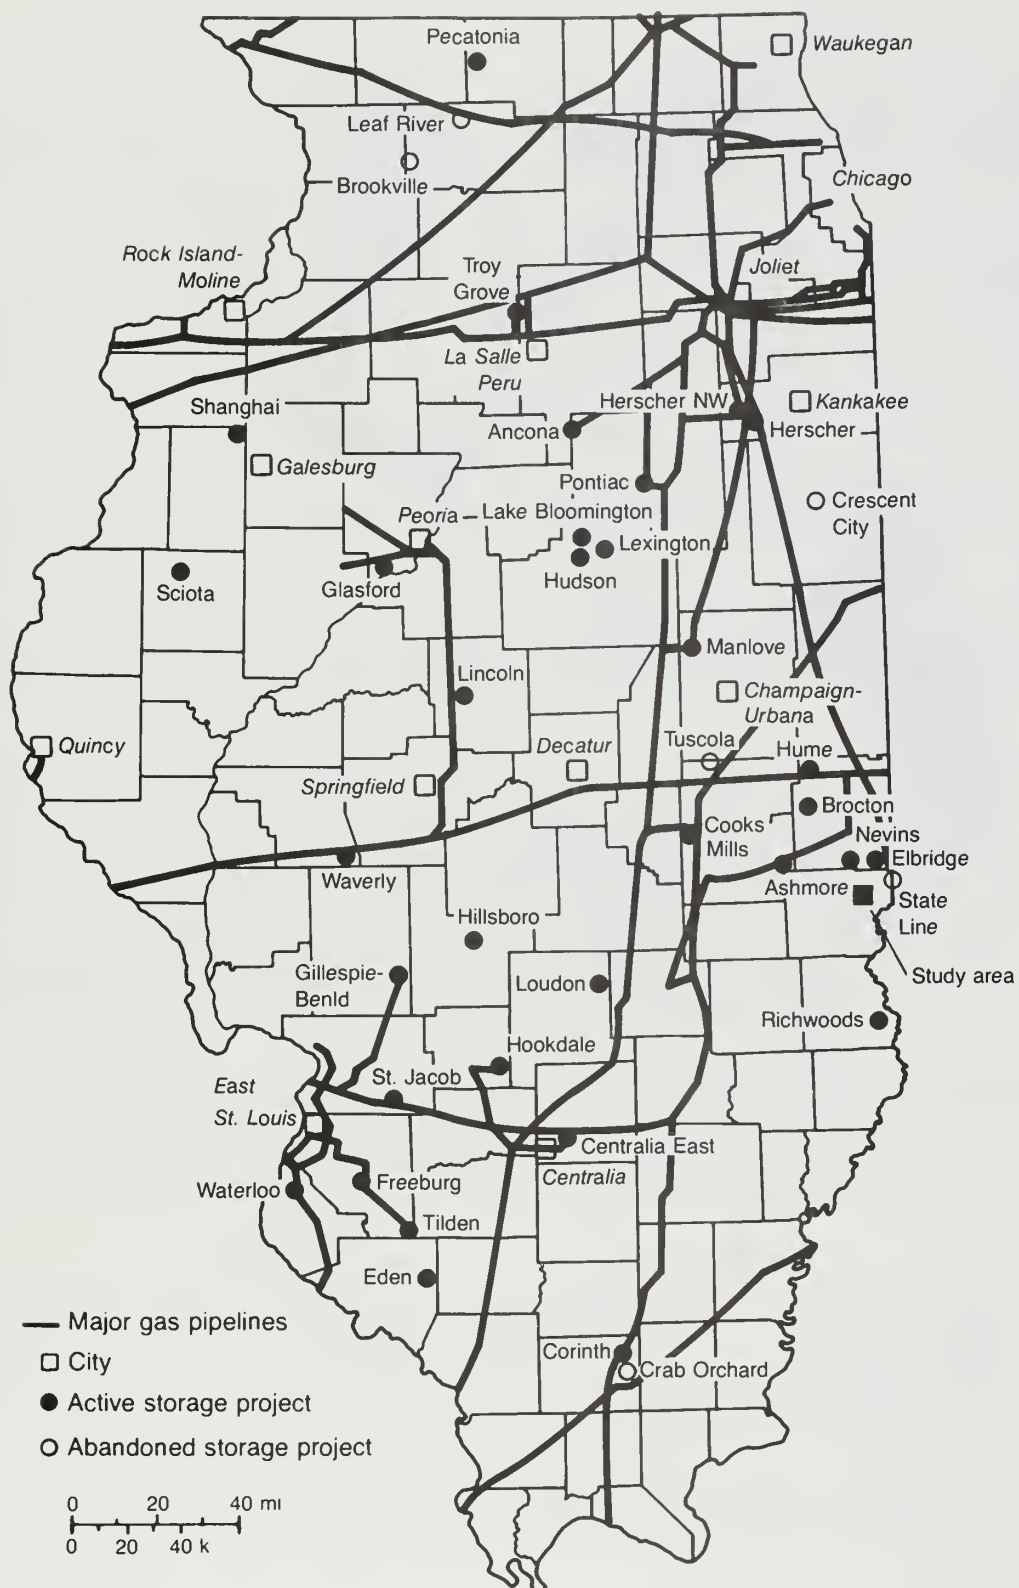 Pecatonia
Waukegan
Leaf River
Brookville
Chicago
Rock Island-
Moline
Troy
Grove
Joliet
La Salle
Peru
Shanghai
Herscher NW
Kankakee
Ancona
Herscher
Galesburg
Pontiac
Crescent
City
Peoria
Lake Bloomington
Lexington
Hudson
Sciota
Glasford
Manlove
Lincoln
Champaign-
Urbana
Quincy
Decatur
Tuscola
Hume
Springfield
Brocton
Cooks
Mills
Nevins
Elbridge
Waverly
Ashmore
State
Line
Hillsboro
Study area
Gillespie-
Benld
Loudon
Richwoods
Hookdale
East
St. Louis
St. Jacob
Centralia East
Centralia
Waterloo
Freeburg
Tilden
Eden
Major gas pipelines
City
Active storage project
Abandoned storage project
Corinth
Crab Orchard
0 20 40 mi
0 20 40 k